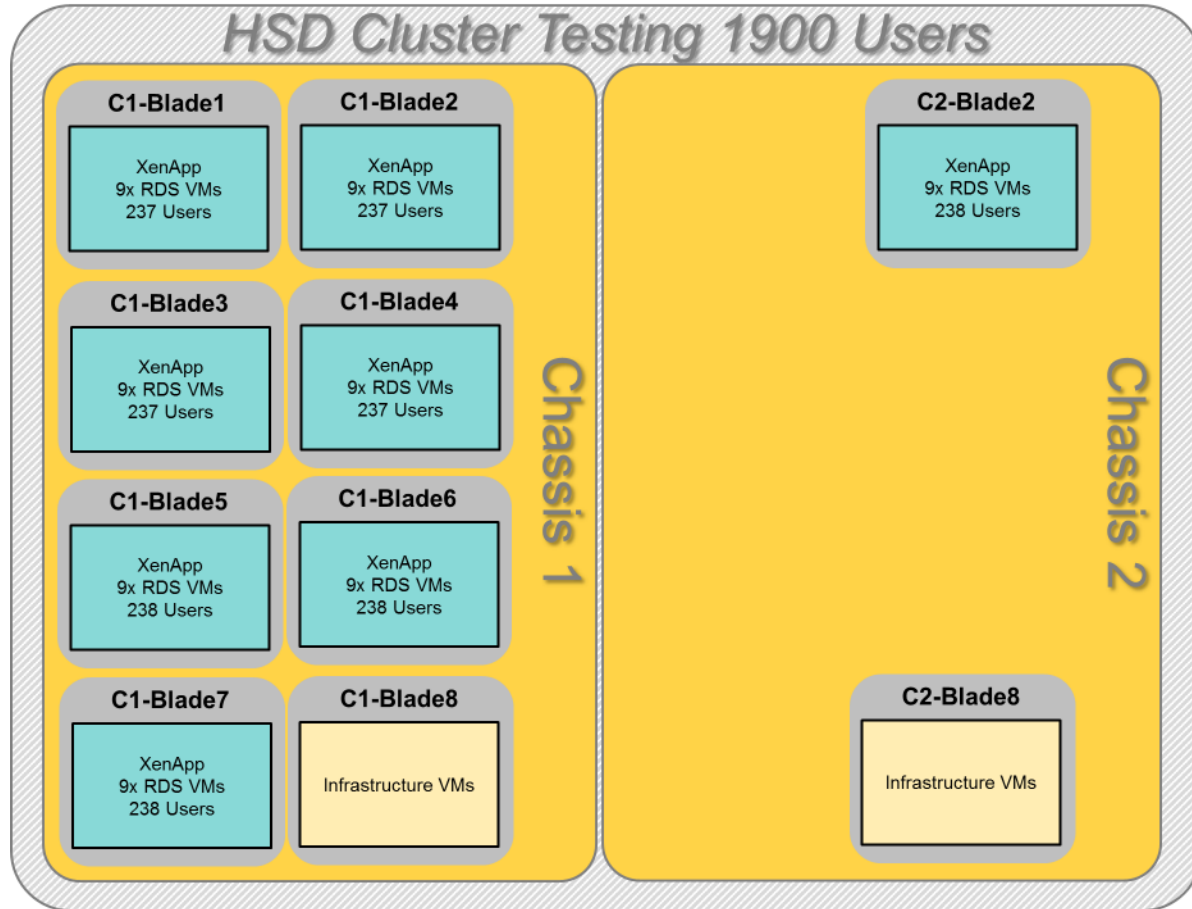 HSD Cluster Testing 1900 Users
C1-Blade1
XenApp
9x RDS VMs
237 Users
C1-Blade2
XenApp
9x RDS VMs
237 Users
C1-Blade3
XenApp
9x RDS VMs
237 Users
C1-Blade4
XenApp
9x RDS VMs
237 Users
C1-Blade5
XenApp
9x RDS VMs
238 Users
C1-Blade6
XenApp
9x RDS VMs
238 Users
C1-Blade7
XenApp
9x RDS VMs
238 Users
C1-Blade8
Infrastructure VMs
Chassis 1
C2-Blade2
XenApp
9x RDS VMs
238 Users
C2-Blade8
Infrastructure VMs
Chassis 2